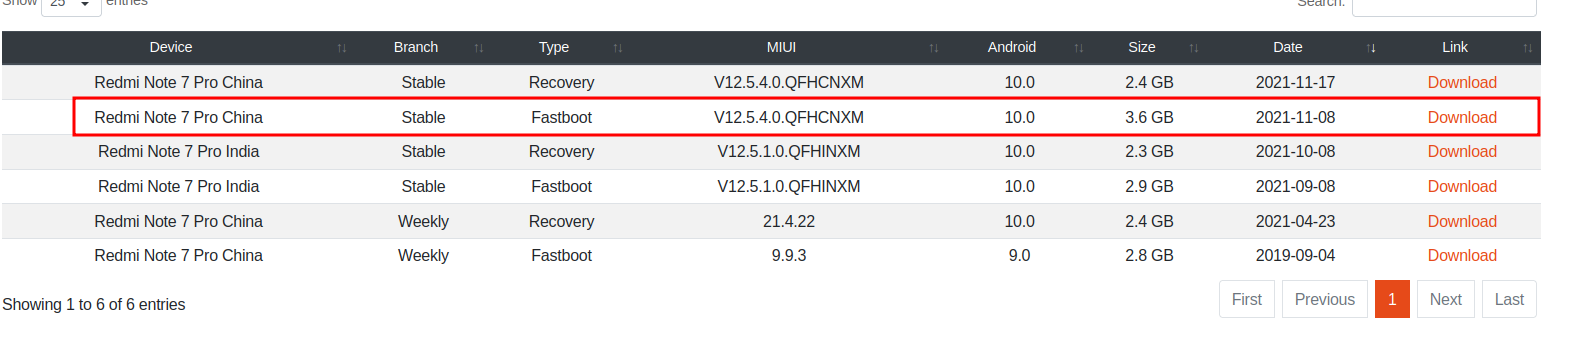 Show 25 entries Search:
Device Branch Type MIUI Android Size Date Link
Redmi Note 7 Pro China Stable Recovery V12.5.4.0.QFHCNXM 10.0 2.4 GB 2021-11-17 Download
Redmi Note 7 Pro China Stable Fastboot V12.5.4.0.QFHCNXM 10.0 3.6 GB 2021-11-08 Download
Redmi Note 7 Pro India Stable Recovery V12.5.1.0.QFHINXM 10.0 2.3 GB 2021-10-08 Download
Redmi Note 7 Pro India Stable Fastboot V12.5.1.0.QFHINXM 10.0 2.9 GB 2021-09-08 Download
Redmi Note 7 Pro China Weekly Recovery 21.4.22 10.0 2.4 GB 2021-04-23 Download
Redmi Note 7 Pro China Weekly Fastboot 9.9.3 9.0 2.8 GB 2019-09-04 Download
Showing 1 to 6 of 6 entries First Previous 1 Next Last